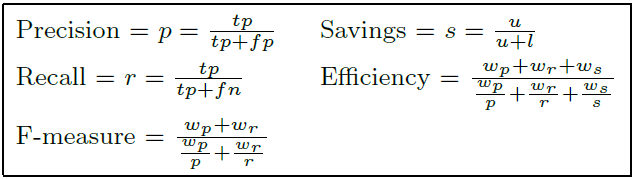 Precision = p = tp/(tp+fp)    Savings = s = u/(u+l)
Recall = r = tp/(tp+fn)    Efficiency = (w_p+w_r+w_s)/(w_p/p + w_r/r + w_s/s)
F-measure = (w_p+w_r)/(w_p/p + w_r/r)